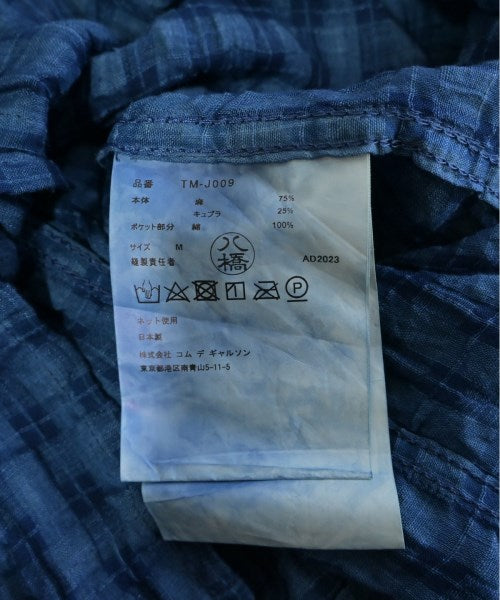 品番 TM-J009
本体 麻 75%
キュプラ 25%
ポケット部分 綿 100%
サイズ M
縫製責任者 八橋 AD2023
P
ネット使用
日本製
株式会社 コム デ ギャルソン
東京都港区南青山5-11-5